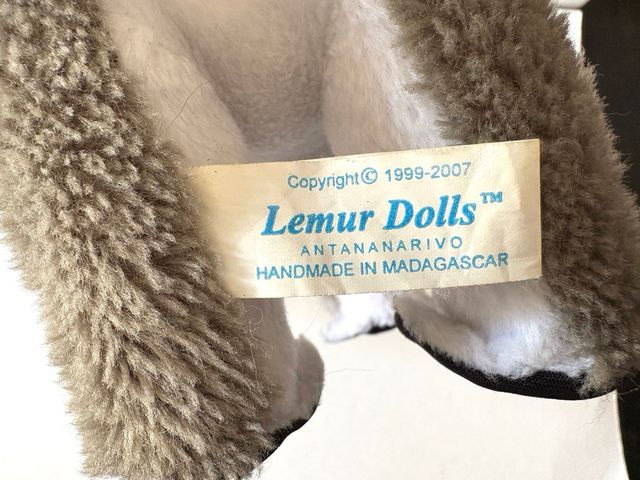 Copyright© 1999-2007
Lemur Dolls™
ANTANANARIVO
HANDMADE IN MADAGASCAR